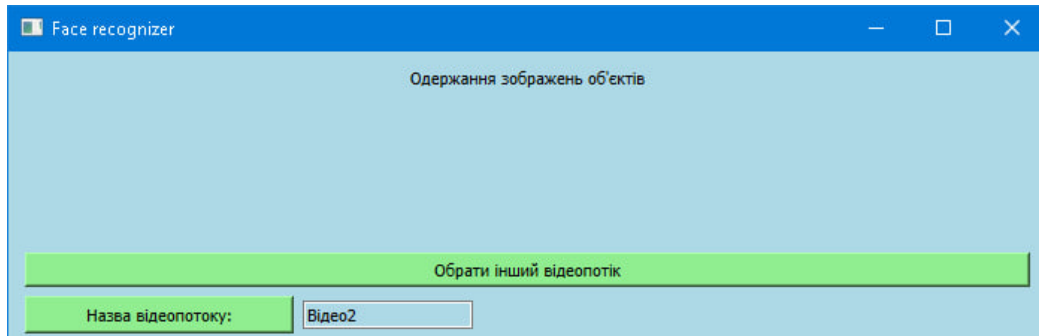 Face recognizer
Одержання зображень об'єктів
Обрати інший відеопотік
Назва відеопотоку: Відео2